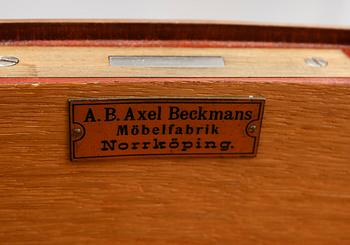 A. B. Axel Beckmans
Möbelfabrik
Norrköping.